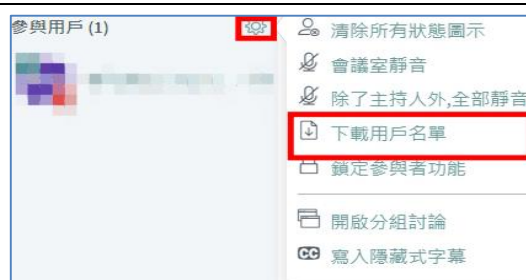 參與用戶 (1)
清除所有狀態圖示
會議室靜音
除了主持人外,全部靜音
下載用戶名單
鎖定參與者功能
開啟分組討論
CC 寫入隱藏式字幕